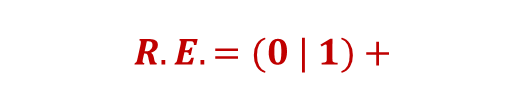 R. E. = (0 | 1) +